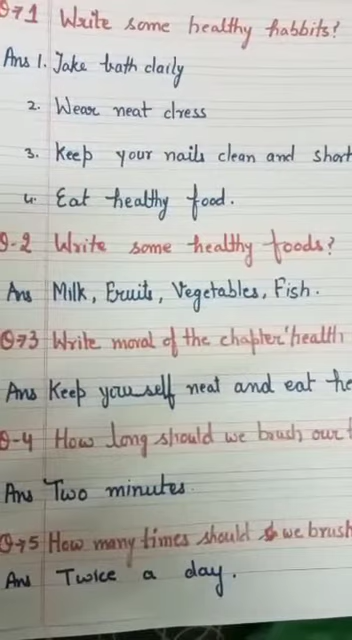 Q→1 Write some healthy habbits?
Ans 1. Take bath daily
2. Wear neat dress
3. Keep your nails clean and short
4. Eat healthy food.
Q-2 Write some healthy foods?
Ans Milk, Fruits, Vegetables, Fish.
Q→3 Write moral of the chapter 'health
Ans Keep yourself neat and eat he
Q-4 How long should we brush our t
Ans Two minutes.
Q→5 How many times should we brush
Ans Twice a day.